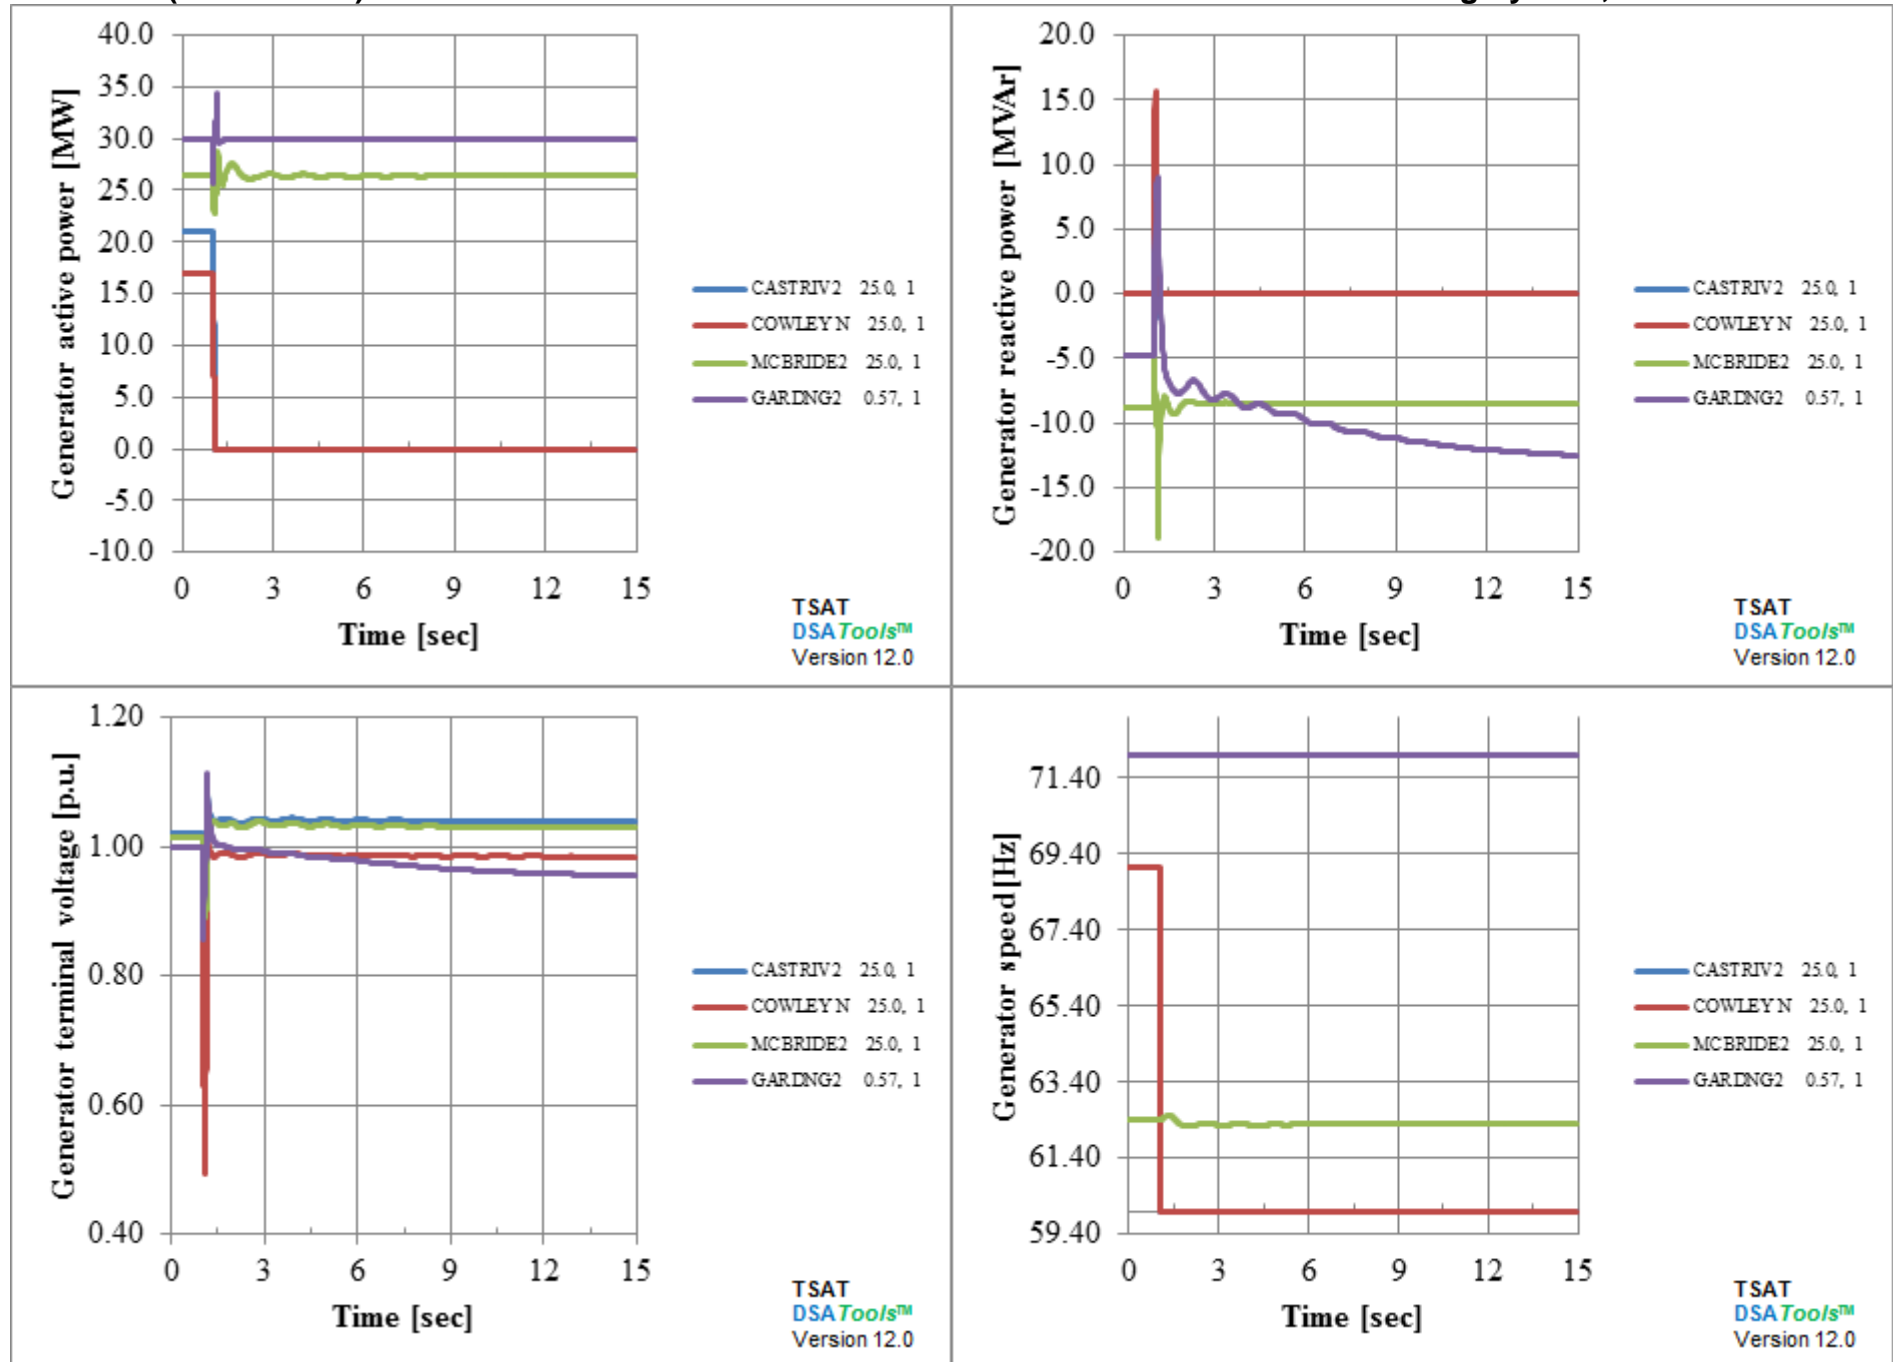 40.0
35.0
30.0
25.0
20.0
15.0
10.0
5.0
0.0
-5.0
-10.0
Generator active power [MW]
0 3 6 9 12 15
Time [sec]
CASTRIV2 25.0, 1
COWLEY N 25.0, 1
MCBRIDE2 25.0, 1
GARDNG2 0.57, 1
TSAT
DSATools™
Version 12.0
20.0
15.0
10.0
5.0
0.0
-5.0
-10.0
-15.0
-20.0
Generator reactive power [MVAr]
0 3 6 9 12 15
Time [sec]
CASTRIV2 25.0, 1
COWLEY N 25.0, 1
MCBRIDE2 25.0, 1
GARDNG2 0.57, 1
TSAT
DSATools™
Version 12.0
1.20
1.00
0.80
0.60
0.40
Generator terminal voltage [p.u.]
0 3 6 9 12 15
Time [sec]
CASTRIV2 25.0, 1
COWLEY N 25.0, 1
MCBRIDE2 25.0, 1
GARDNG2 0.57, 1
TSAT
DSATools™
Version 12.0
71.40
69.40
67.40
65.40
63.40
61.40
59.40
Generator speed[Hz]
0 3 6 9 12 15
Time [sec]
CASTRIV2 25.0, 1
COWLEY N 25.0, 1
MCBRIDE2 25.0, 1
GARDNG2 0.57, 1
TSAT
DSATools™
Version 12.0